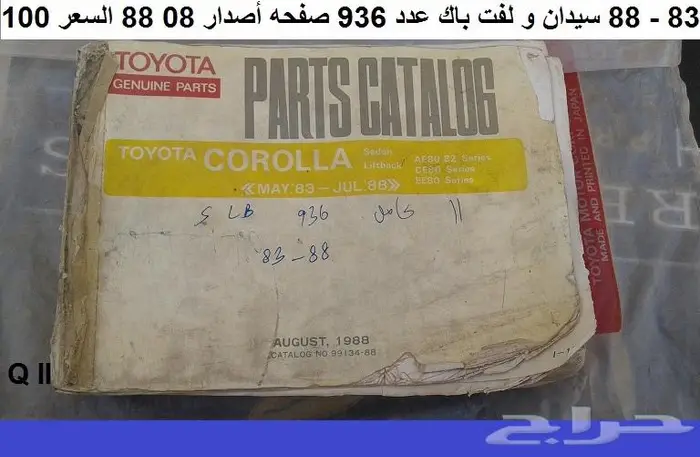 83 - 88 سيدان و لفت باك عدد 936 صفحه أصدار 08 88 السعر 100
TOYOTA
GENUINE PARTS
PARTS CATALOG
TOYOTA COROLLA
Sedan
Liftback
AE80, 82 Series
CE80 Series
EE80 Series
≪MAY.'83-JUL.'88≫
S LB 936 كامل 11
83-88
AUGUST, 1988
CATALOG NO.99134-88
1-1
TOYOTA MOTOR
MADE AND PRINTED IN JAPAN
Q II
حراج